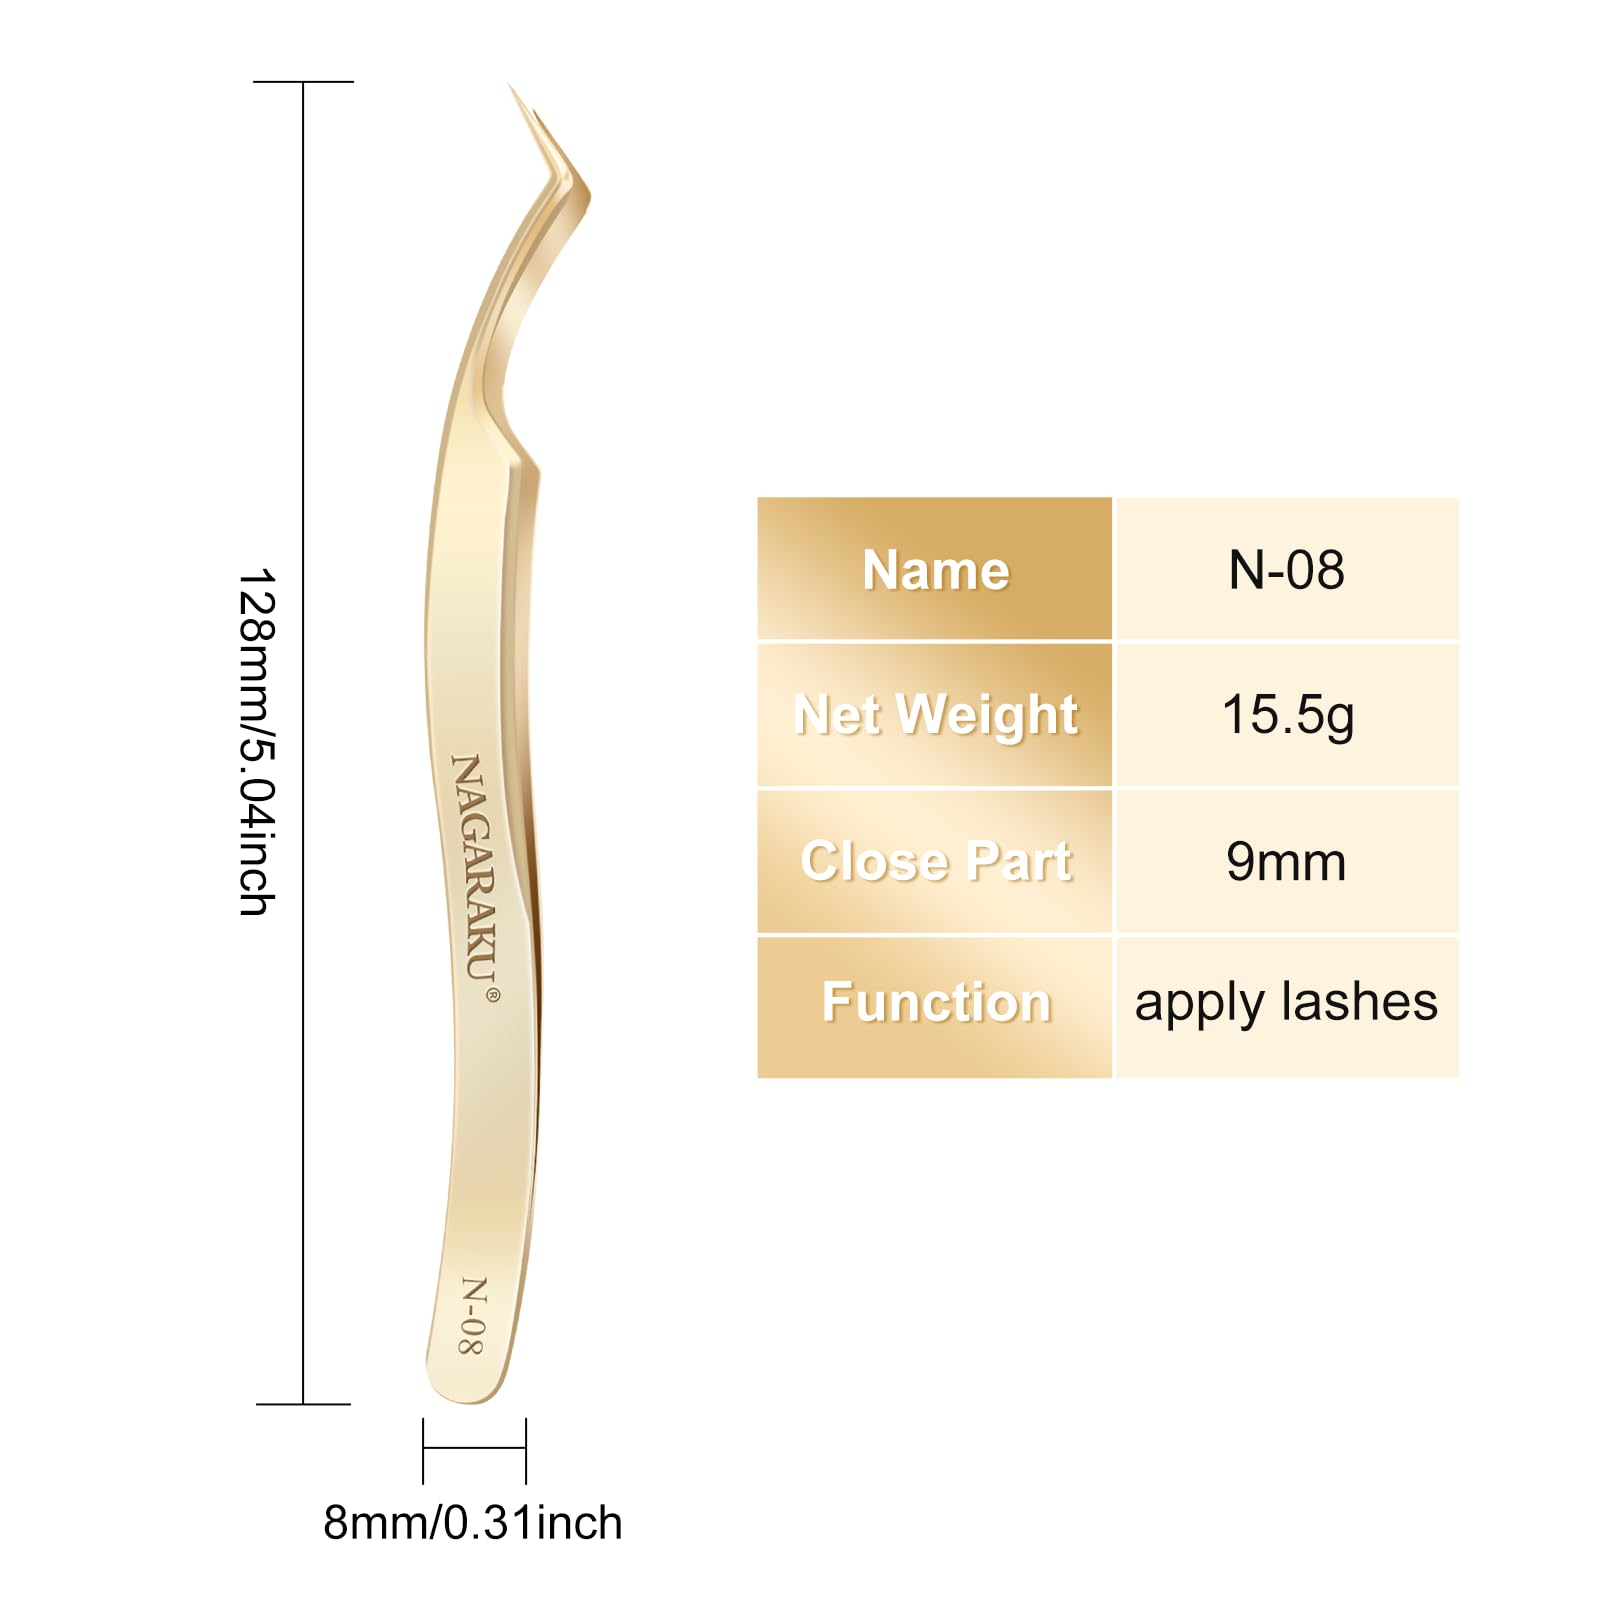 128mm/5.04inch
NAGARAKU®
N-08
8mm/0.31inch
Name N-08
Net Weight 15.5g
Close Part 9mm
Function apply lashes